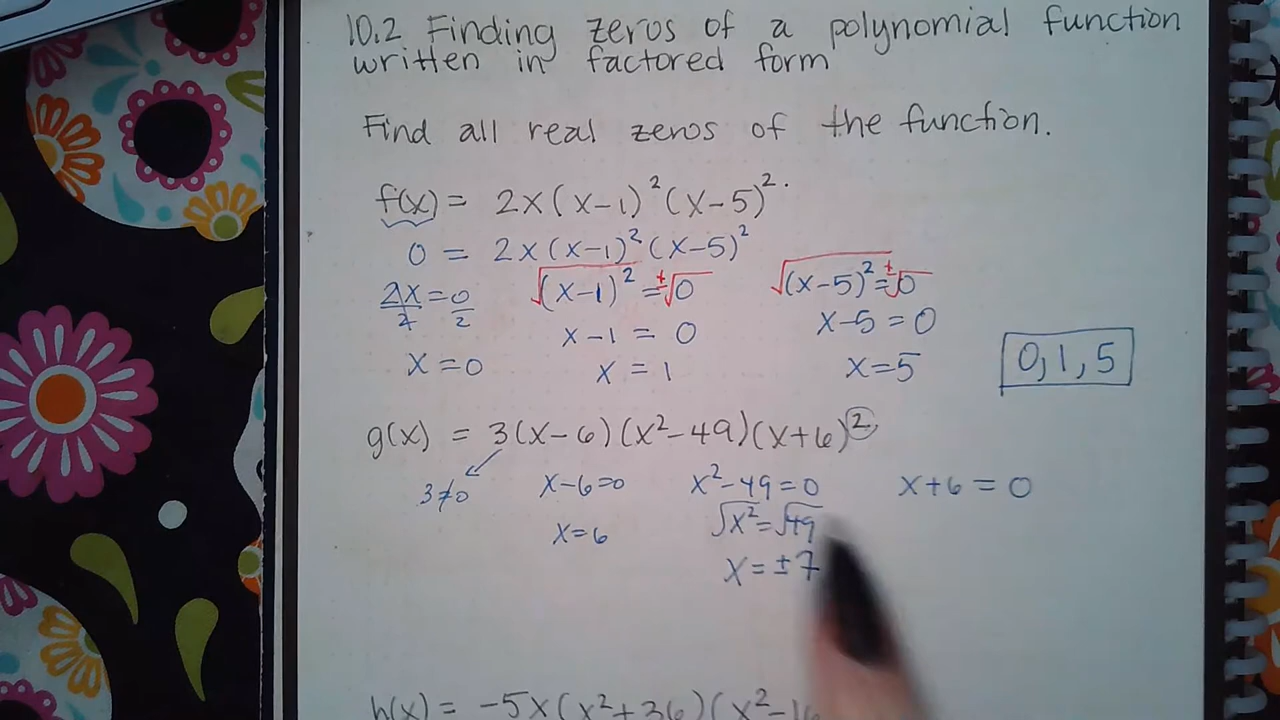 10.2 Finding zeros of a polynomial function
written in factored form
Find all real zeros of the function.
f(x) = 2x(x-1)²(x-5)².
0 = 2x(x-1)²(x-5)²
2x/2 = 0/2 √(x-1)² = ±√0 √(x-5)² = ±√0
x-1 = 0 x-5 = 0
x = 0 x = 1 x = 5 0, 1, 5
g(x) = 3(x-6)(x²-49)(x+6)²
3≠0 x-6=0 x²-49=0 x+6=0
x=6 √x² = √49
x = ±7
h(x) = -5x(x²+36)(x²-16